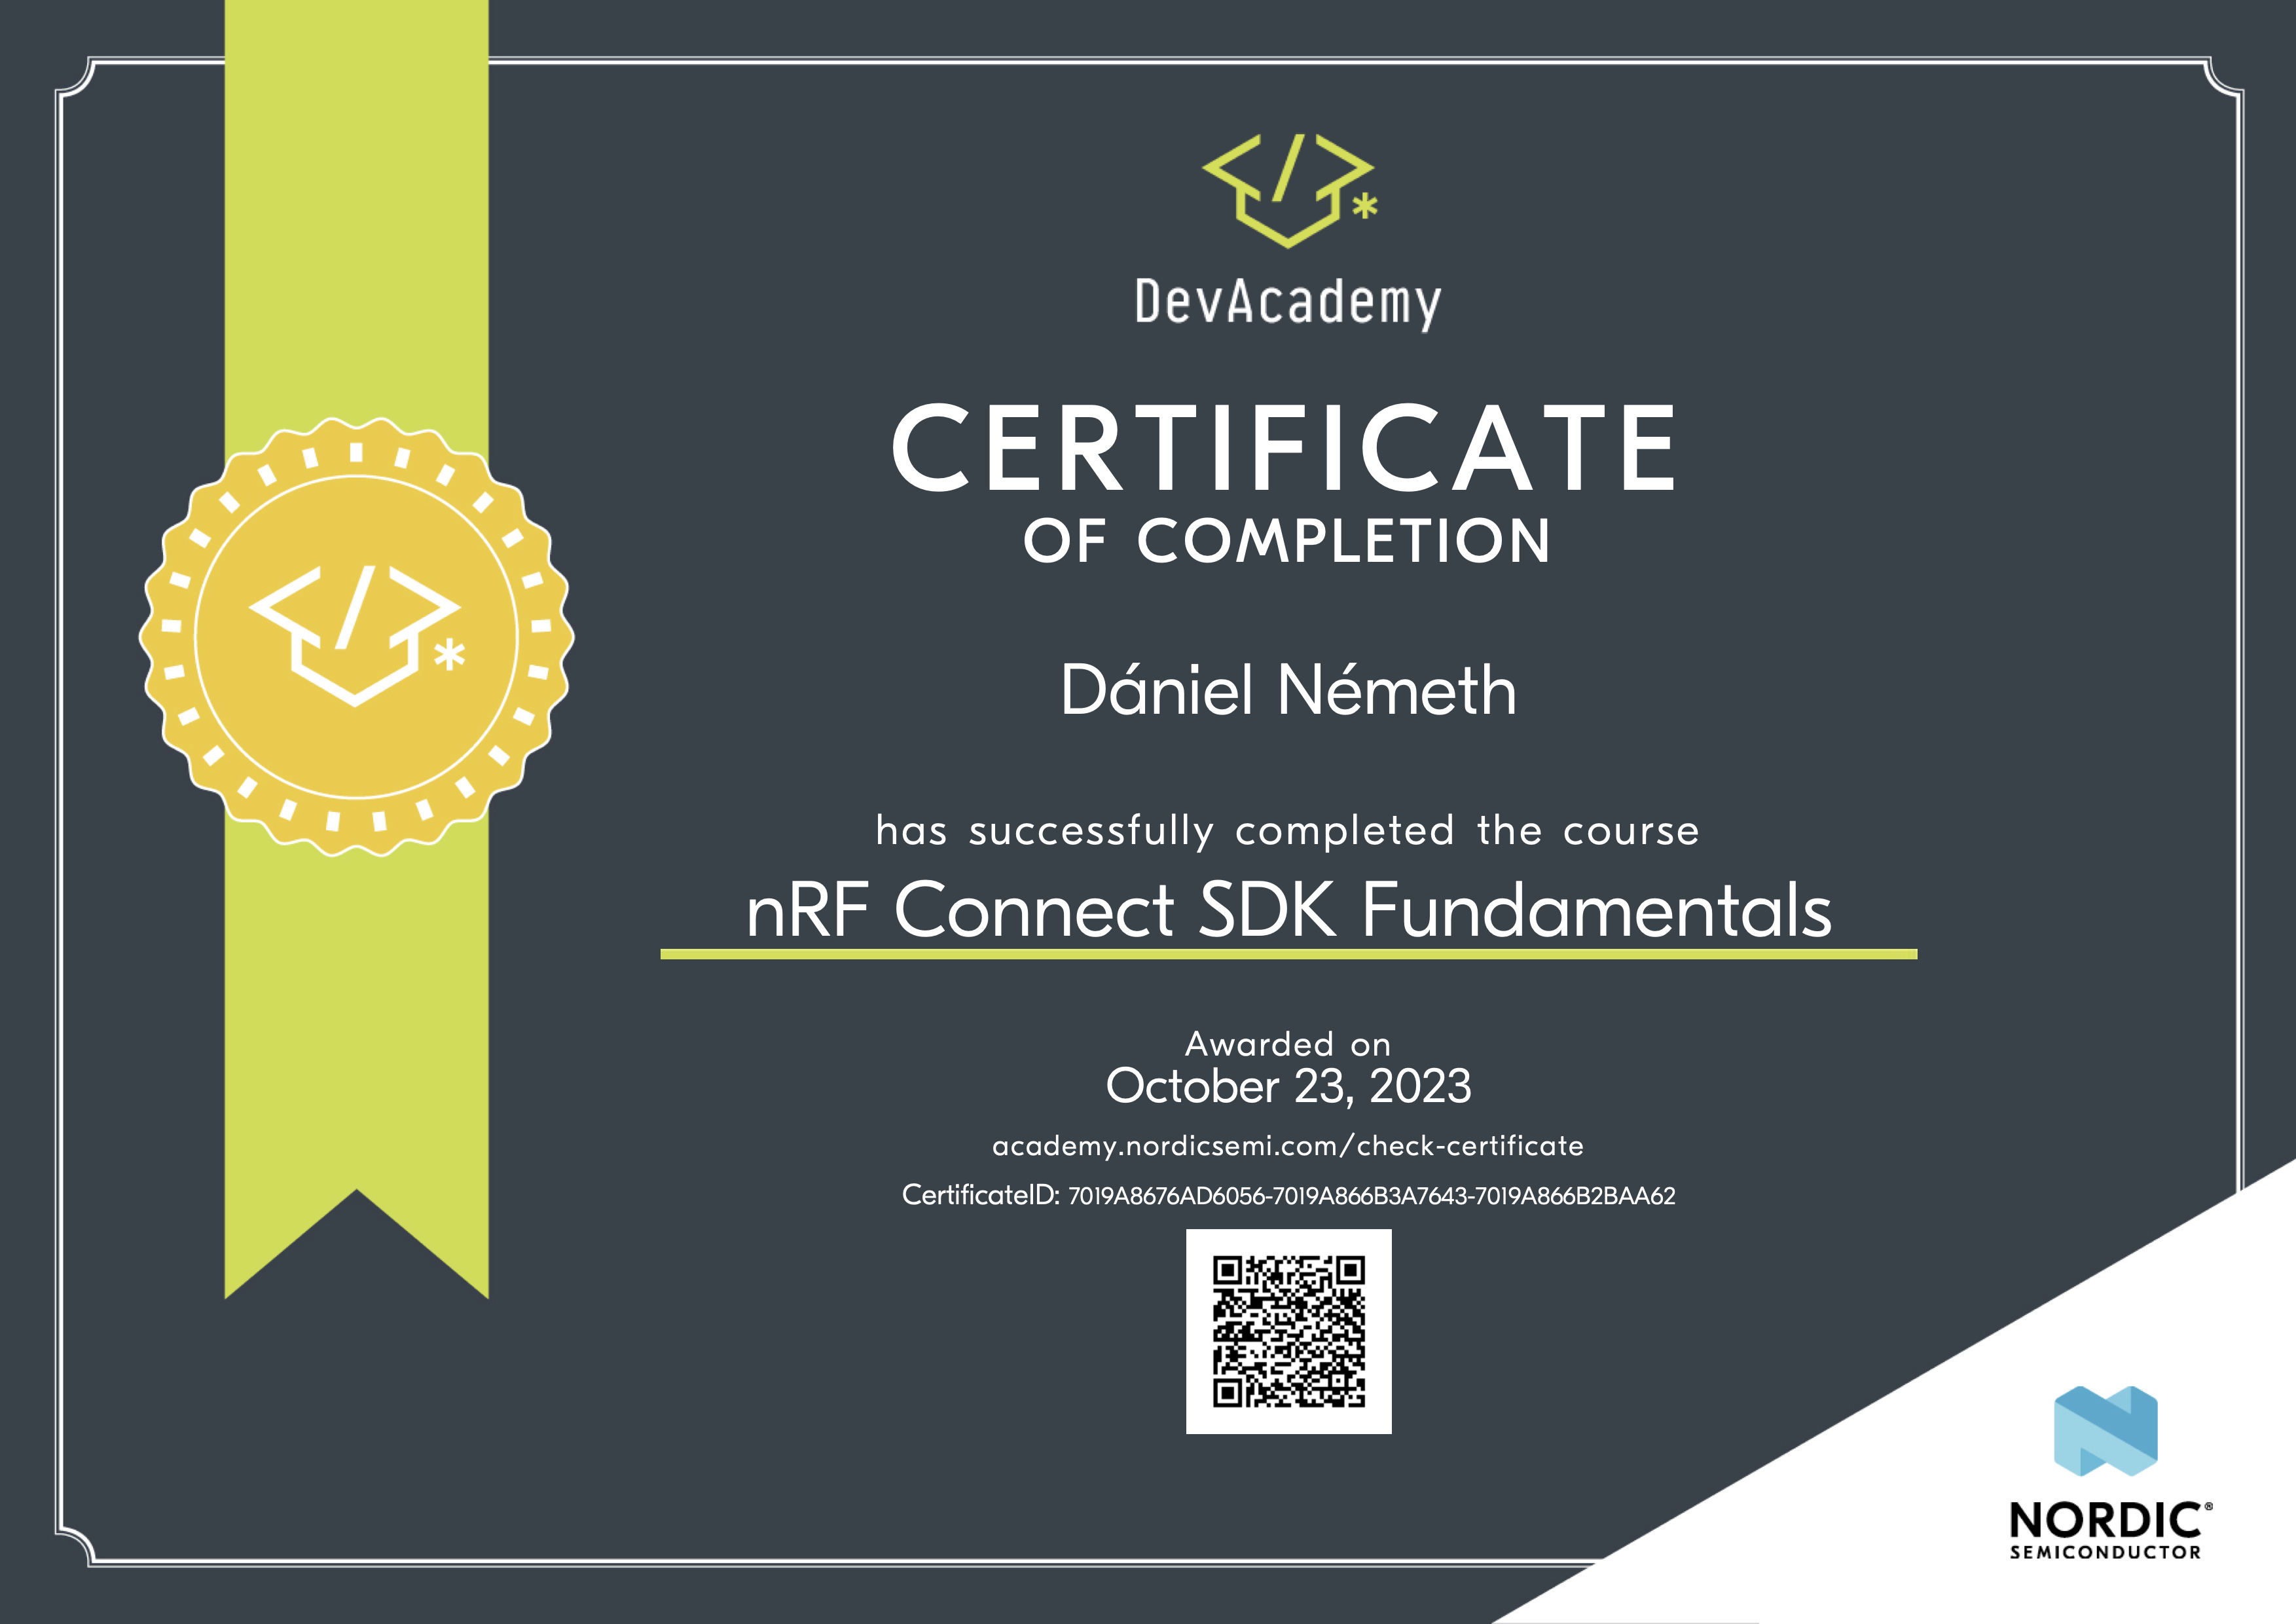 DevAcademy
CERTIFICATE
OF COMPLETION
Dániel Németh
has successfully completed the course
nRF Connect SDK Fundamentals
Awarded on
October 23, 2023
academy.nordicsemi.com/check-certificate
CertificateID: 7019A8676AD6056-7019A866B3A7643-7019A866B2BAA62
NORDIC®
SEMICONDUCTOR